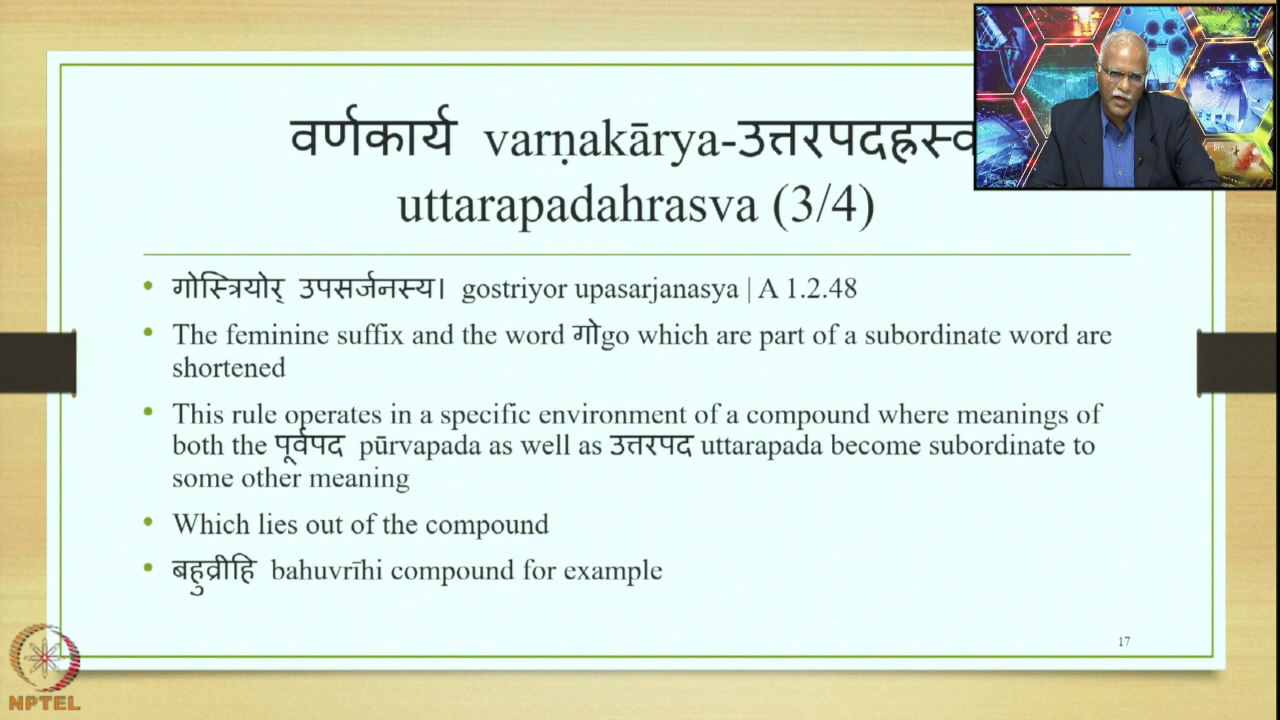 वर्णकार्य varṇakārya-उत्तरपदह्रस्व
uttarapadahrasva (3/4)
• गोस्त्रियोर् उपसर्जनस्य। gostriyor upasarjanasya | A 1.2.48
• The feminine suffix and the word गोgo which are part of a subordinate word are
shortened
• This rule operates in a specific environment of a compound where meanings of
both the पूर्वपद pūrvapada as well as उत्तरपद uttarapada become subordinate to
some other meaning
• Which lies out of the compound
• बहुव्रीहि bahuvrīhi compound for example
17
NPTEL